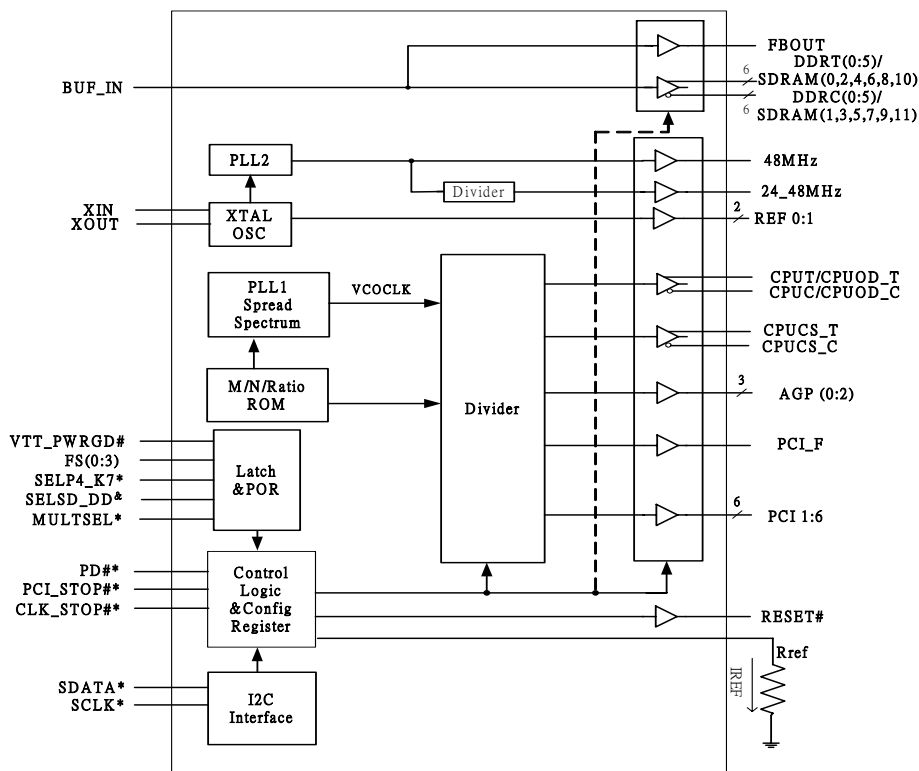 FBOUT
DDRT(0:5)/
6
SDRAM(0,2,4,6,8,10)
BUF_IN
DDRC(0:5)/
6
SDRAM(1,3,5,7,9,11)
PLL2
48MHz
Divider
24_48MHz
XIN
XOUT
XTAL
OSC
2
REF 0:1
PLL1
Spread
Spectrum
VCOCLK
CPUT/CPUOD_T
CPUC/CPUOD_C
CPUCS_T
CPUCS_C
M/N/Ratio
ROM
Divider
3
AGP (0:2)
VTT_PWRGD#
FS(0:3)
SELP4_K7*
SELSD_DD&
MULTSEL*
Latch
&POR
PCI_F
6
PCI 1:6
PD#*
PCI_STOP#*
CLK_STOP#*
Control
Logic
&Config
Register
RESET#
Rref
IREF
SDATA*
SCLK*
I2C
Interface